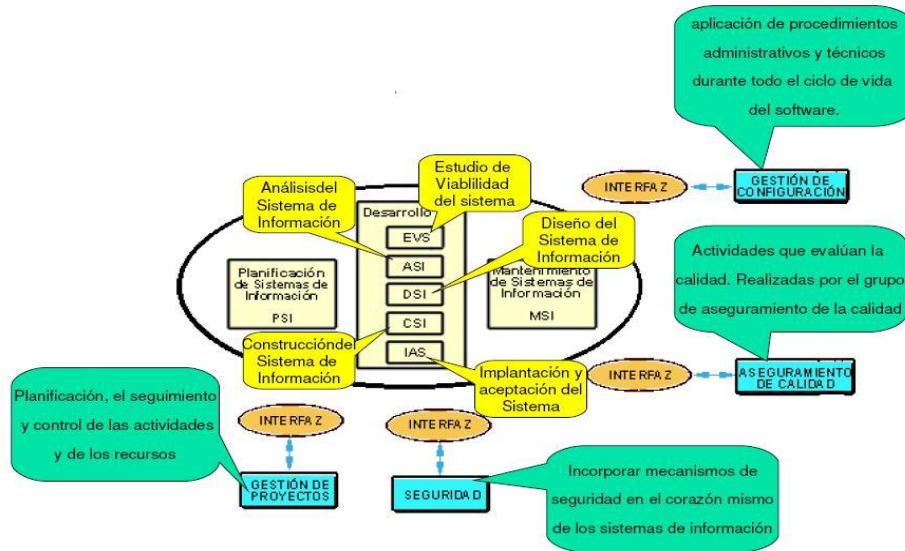 aplicación de procedimientos
administrativos y técnicos
durante todo el ciclo de vida
del software.
INTERFAZ
GESTIÓN DE
CONFIGURACIÓN
Estudio de
Viablilidad
del sistema
Análisisdel
Sistema de
Información
Desarrollo
EVS
ASI
DSI
CSI
IAS
Diseño del
Sistema de
Información
Planificación
de Sistemas de
Información
PSI
Mantenimiento
de Sistemas de
Información
MSI
Actividades que evalúan la
calidad. Realizadas por el grupo
de aseguramiento de la calidad
Construccióndel
Sistema de
Información
Implantación y
aceptación del
Sistema
INTERFAZ
ASEGURAMIENTO
DE CALIDAD
Planificación, el seguimiento
y control de las actividades
y de los recursos
INTERFAZ
INTERFAZ
GESTIÓN DE
PROYECTOS
SEGURIDAD
Incorporar mecanismos de
seguridad en el corazón mismo
de los sistemas de información